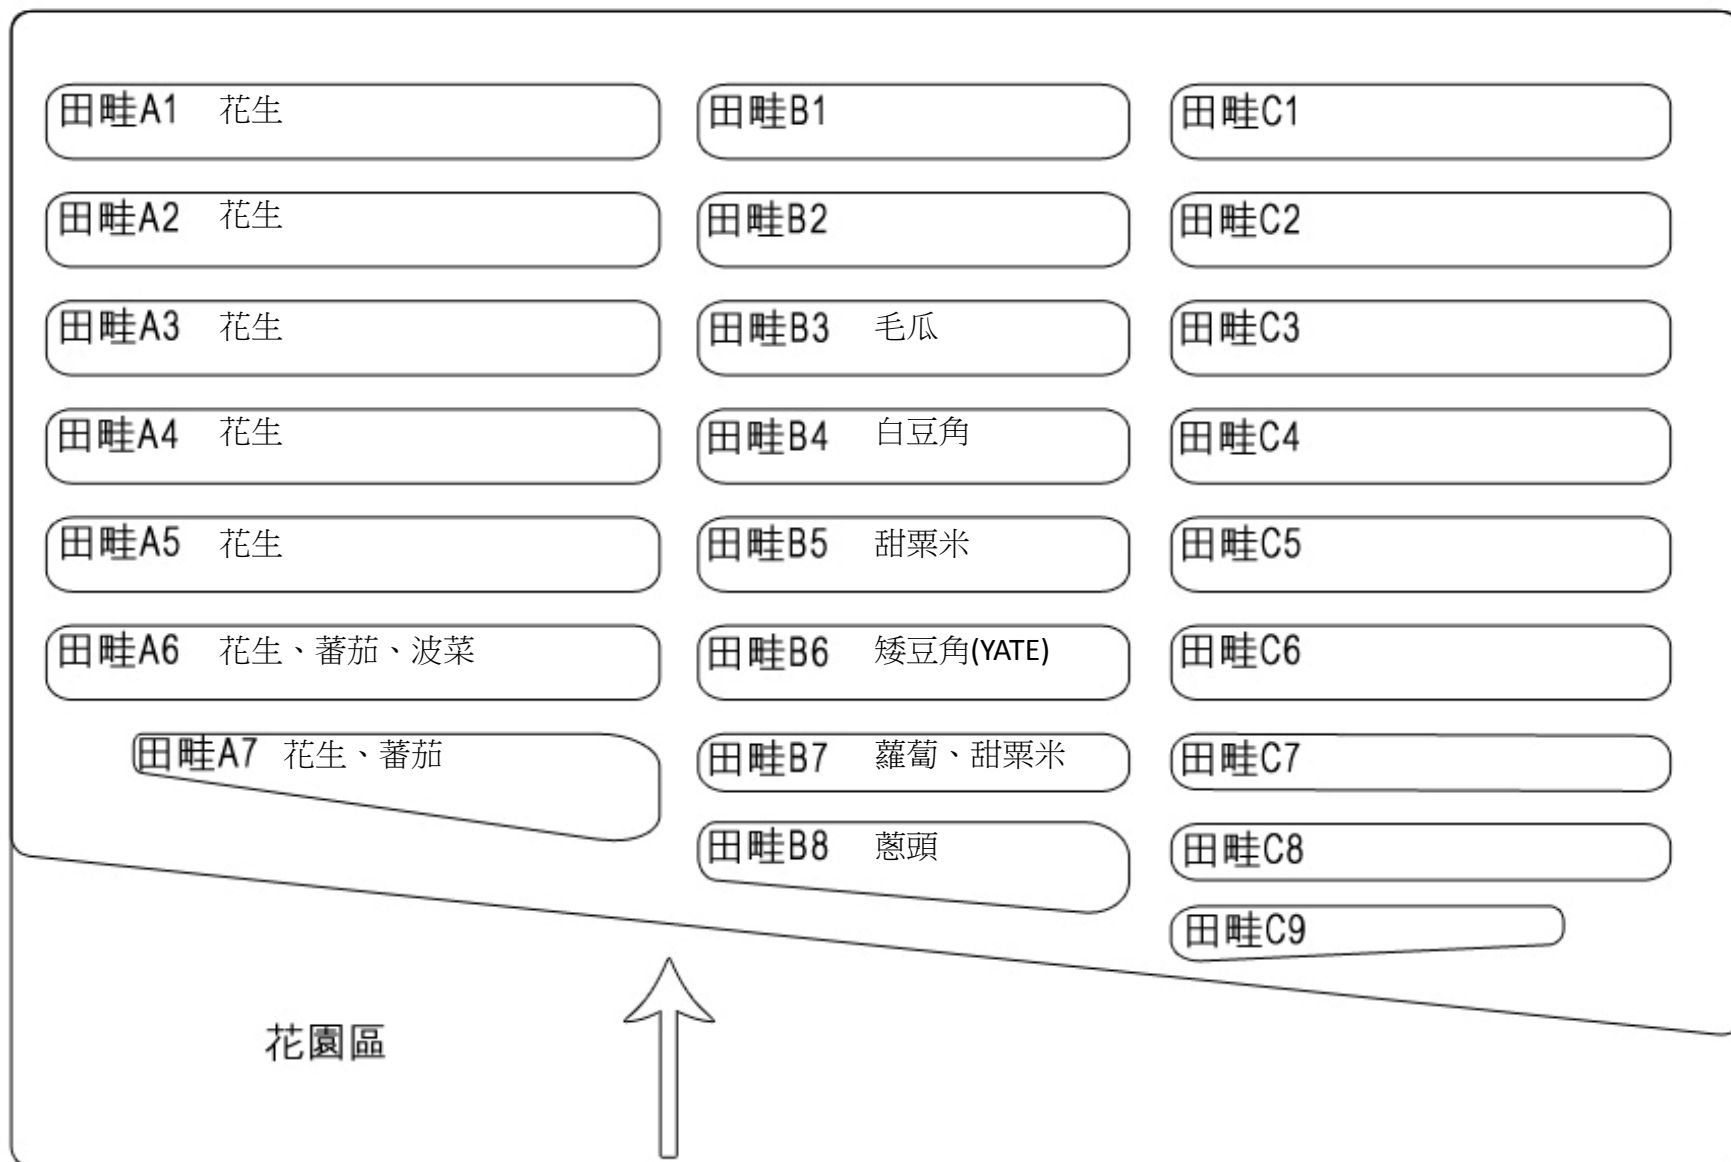 田畦A1 花生
田畦B1
田畦C1
田畦A2 花生
田畦B2
田畦C2
田畦A3 花生
田畦B3 毛瓜
田畦C3
田畦A4 花生
田畦B4 白豆角
田畦C4
田畦A5 花生
田畦B5 甜粟米
田畦C5
田畦A6 花生、蕃茄、波菜
田畦B6 矮豆角(YATE)
田畦C6
田畦A7 花生、蕃茄
田畦B7 蘿蔔、甜粟米
田畦C7
田畦B8 蔥頭
田畦C8
田畦C9
花園區